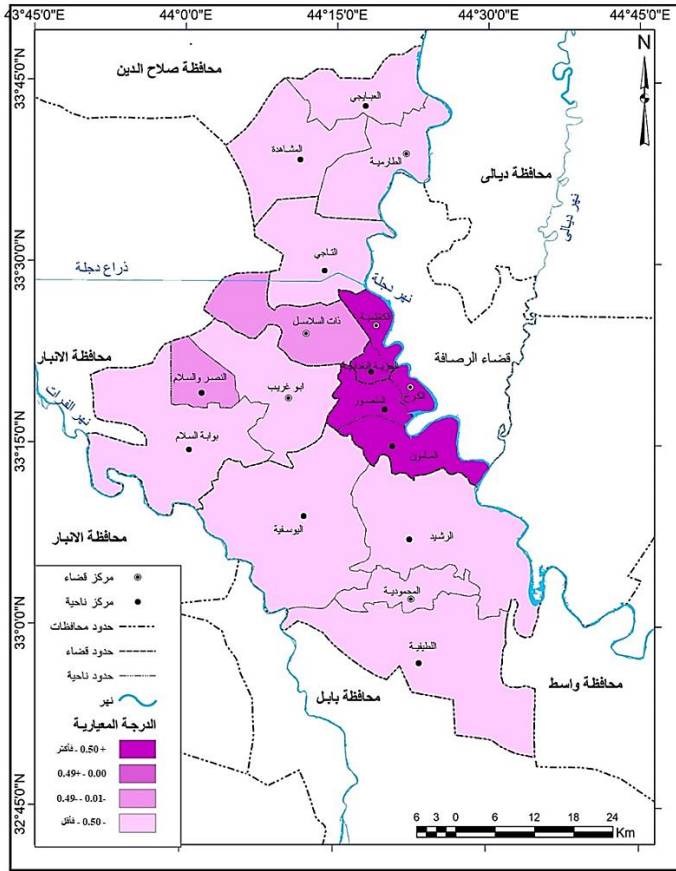 43°45'0"E
44°0'0"E
44°15'0"E
44°30'0"E
44°45'0"E
N
33°45'0"N
33°30'0"N
33°15'0"N
33°0'0"N
32°45'0"N
محافظة صلاح الدين
العبايجي
المشاهدة
الطارمية
محافظة ديالى
نهر ديالى
التاجي
ذراع دجلة
نهر دجلة
الكاظمية
ذات السلاسل
قضاء الرصافة
محافظة الانبار
النصر والسلام
ابو غريب
الكرخ
المنصور
نهر الفرات
بوابة السلام
المأمون
اليوسفية
الرشيد
محافظة الانبار
المحمودية
اللطيفية
محافظة واسط
محافظة بابل
مركز قضاء
مركز ناحية
حدود محافظات
حدود قضاء
حدود ناحية
نهر
الدرجة المعيارية
+0.50 - فأكثر
0.00 -+0.49
-0.01 --0.49
-0.50 - فأقل
6 3 0 6 12 18 24
Km